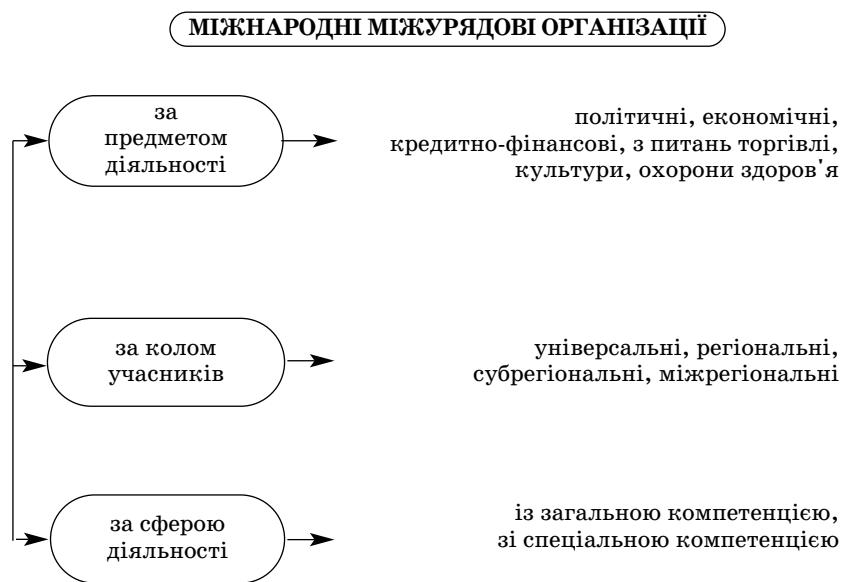 МІЖНАРОДНІ МІЖУРЯДОВІ ОРГАНІЗАЦІЇ
за
предметом
діяльності
політичні, економічні,
кредитно-фінансові, з питань торгівлі,
культури, охорони здоров'я
за колом
учасників
універсальні, регіональні,
субрегіональні, міжрегіональні
за сферою
діяльності
із загальною компетенцією,
зі спеціальною компетенцією